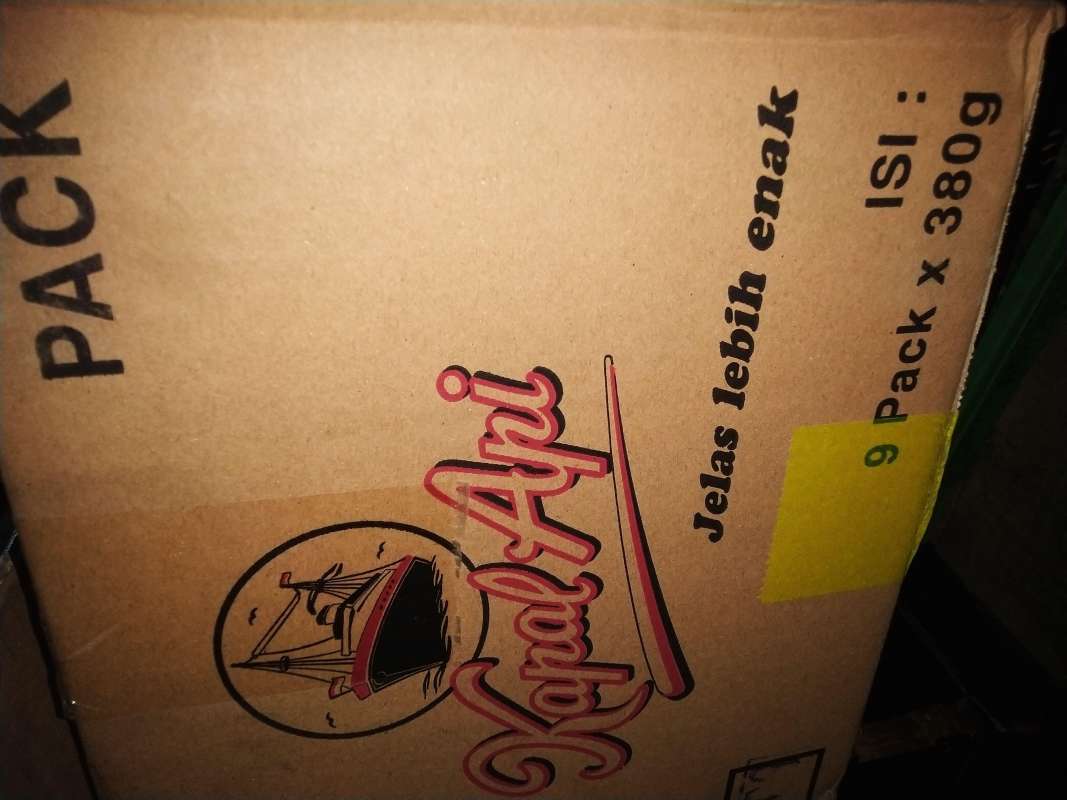 PACK
Kapal Api
Jelas lebih enak
ISI :
9 Pack x 380g